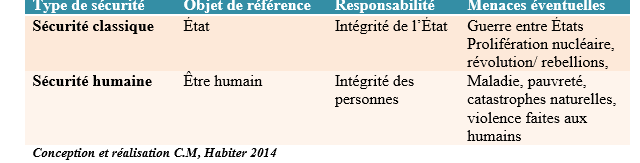 Type de sécurité Objet de référence Responsabilité Menaces éventuelles
Sécurité classique État Intégrité de l'État Guerre entre États
Prolifération nucléaire,
révolution/ rebellions,
Sécurité humaine Être humain Intégrité des Maladie, pauvreté,
personnes catastrophes naturelles,
violence faites aux
humains
Conception et réalisation C.M, Habiter 2014